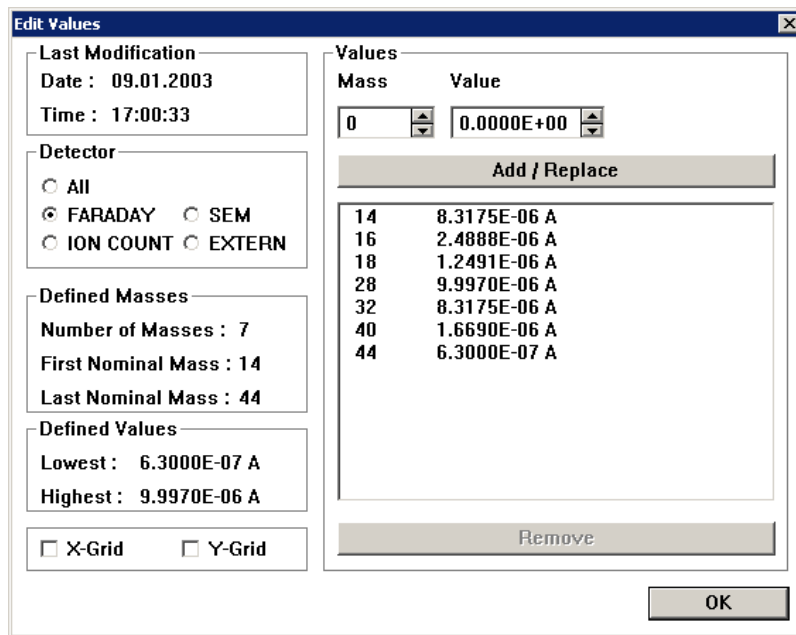 Edit Values
Last Modification
Date : 09.01.2003
Time : 17:00:33
Detector
All
FARADAY SEM
ION COUNT EXTERN
Defined Masses
Number of Masses : 7
First Nominal Mass : 14
Last Nominal Mass : 44
Defined Values
Lowest : 6.3000E-07 A
Highest : 9.9970E-06 A
X-Grid Y-Grid
Values
Mass Value
0 0.0000E+00
Add / Replace
14 8.3175E-06 A
16 2.4888E-06 A
18 1.2491E-06 A
28 9.9970E-06 A
32 8.3175E-06 A
40 1.6690E-06 A
44 6.3000E-07 A
Remove
OK